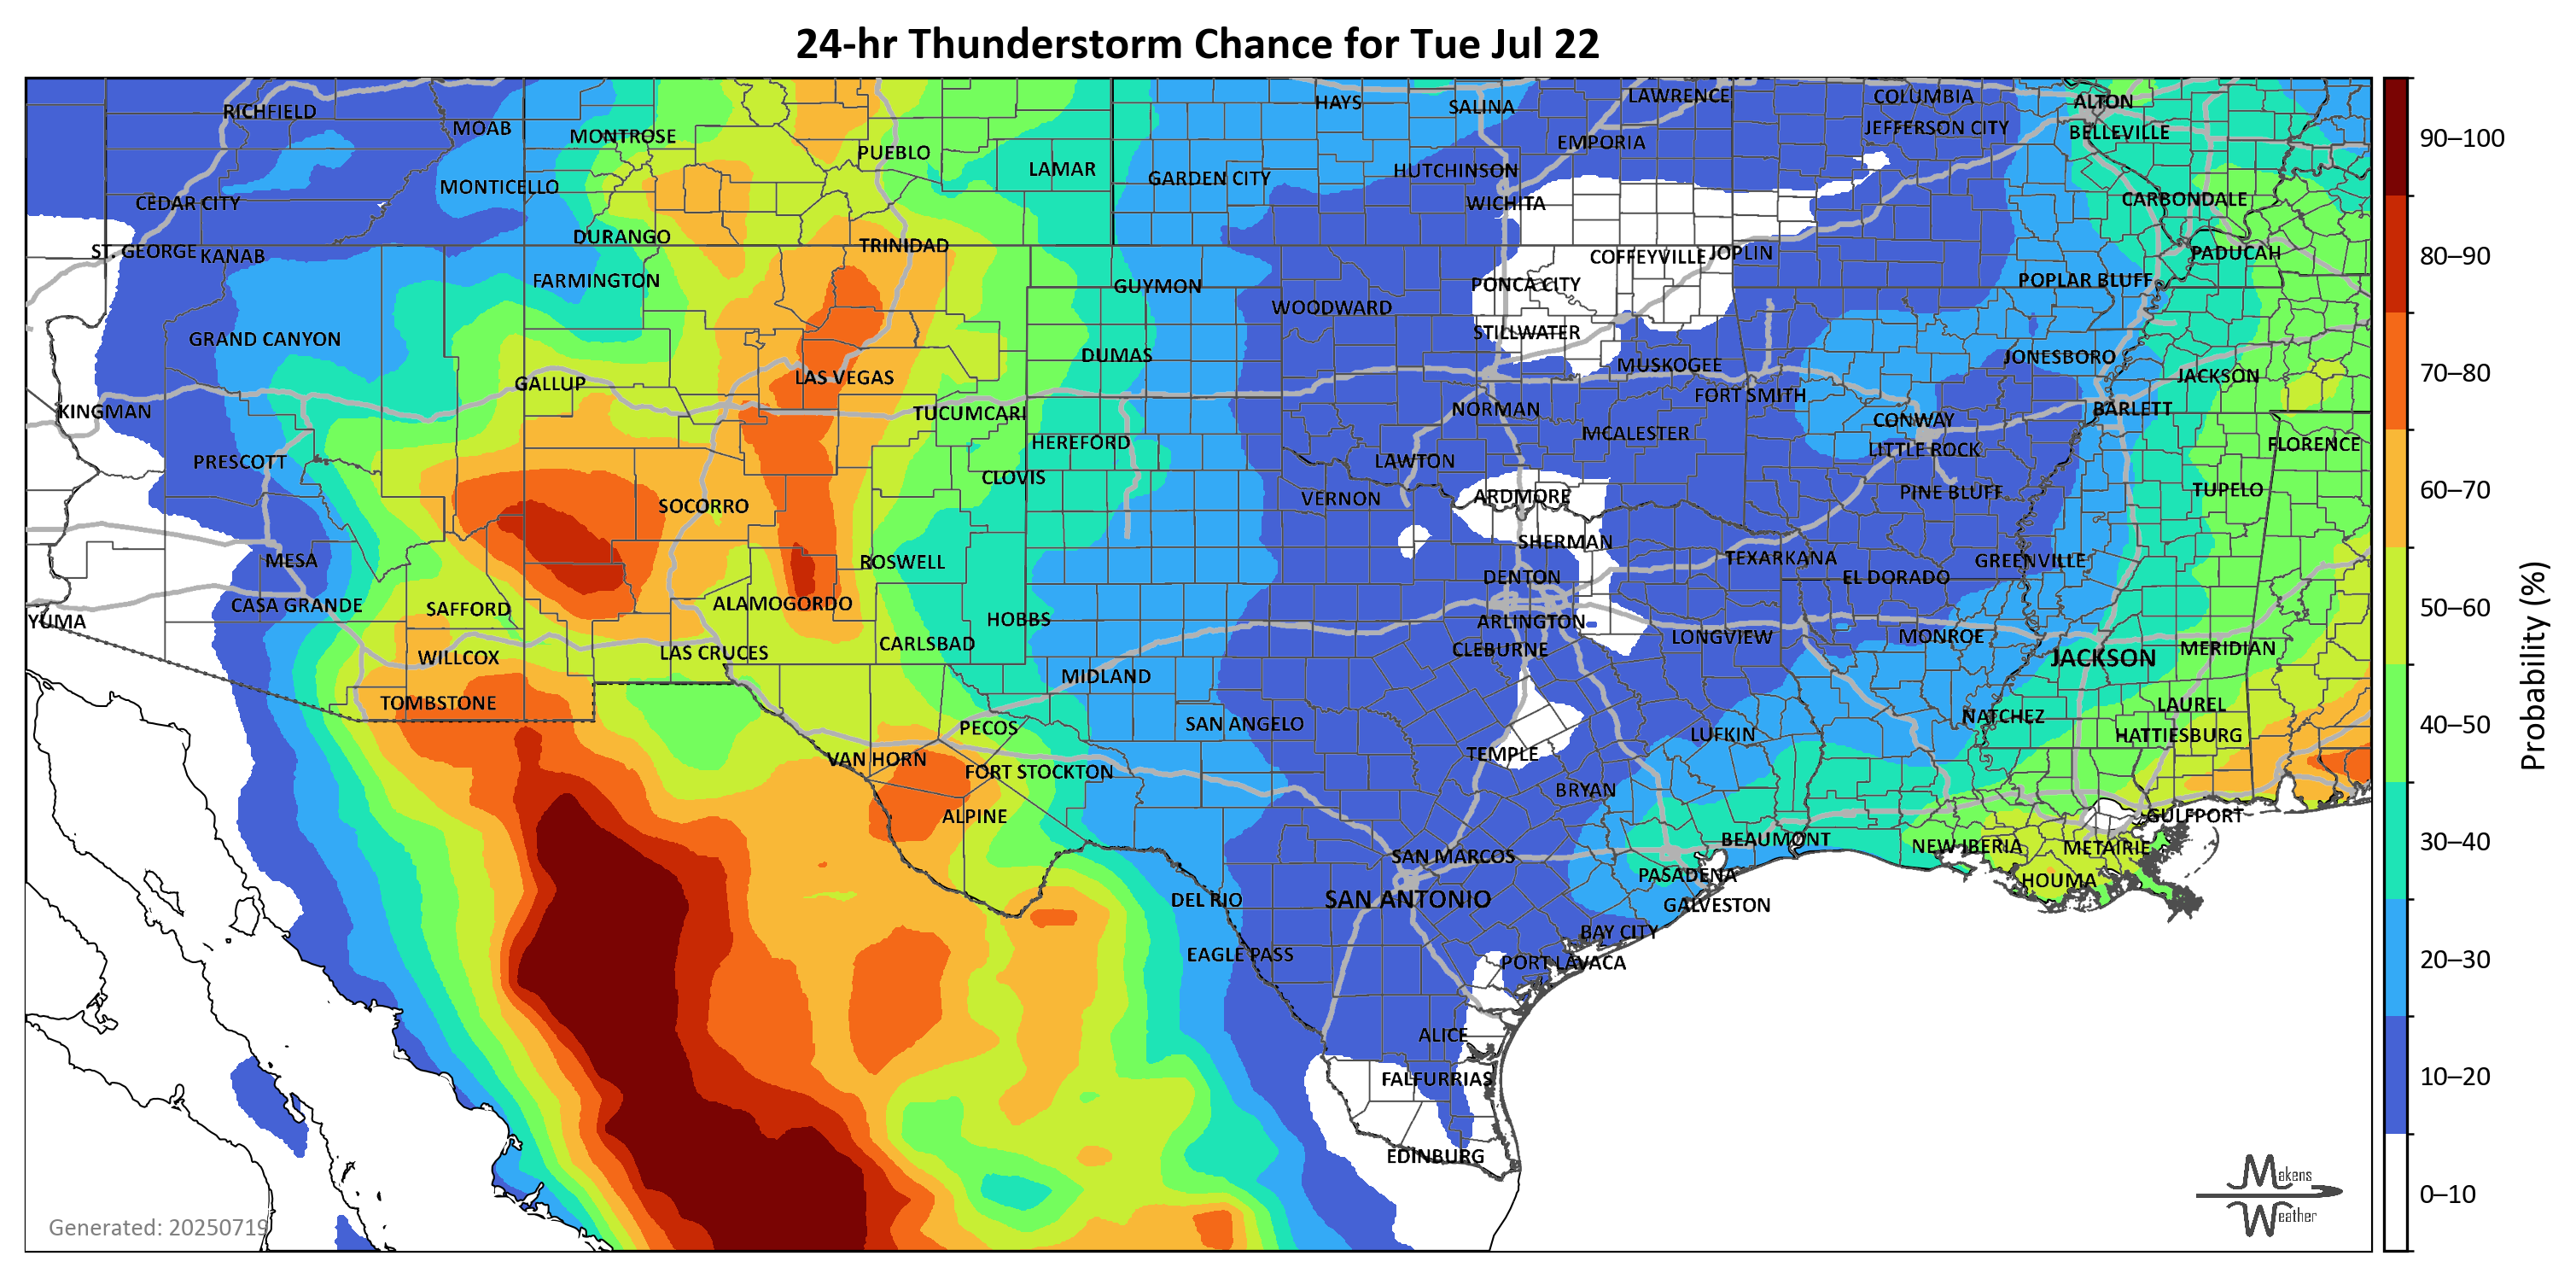 24-hr Thunderstorm Chance for Tue Jul 22
RICHFIELD
MOAB
MONTROSE
PUEBLO
LAMAR
HAYS
SALINA
LAWRENCE
COLUMBIA
ALTON
EMPORIA
JEFFERSON CITY
BELLEVILLE
CEDAR CITY
MONTICELLO
GARDEN CITY
HUTCHINSON
WICHITA
CARBONDALE
ST. GEORGE
KANAB
DURANGO
TRINIDAD
COFFEYVILLE
JOPLIN
PADUCAH
FARMINGTON
GUYMON
WOODWARD
PONCA CITY
POPLAR BLUFF
GRAND CANYON
STILLWATER
DUMAS
MUSKOGEE
JONESBORO
JACKSON
GALLUP
LAS VEGAS
KINGMAN
TUCUMCARI
NORMAN
FORT SMITH
BARLETT
PRESCOTT
HEREFORD
CLOVIS
LAWTON
MCALESTER
CONWAY
LITTLE ROCK
FLORENCE
SOCORRO
VERNON
ARDMORE
PINE BLUFF
TUPELO
MESA
ROSWELL
SHERMAN
TEXARKANA
GREENVILLE
CASA GRANDE
SAFFORD
ALAMOGORDO
DENTON
EL DORADO
YUMA
HOBBS
ARLINGTON
WILLCOX
LAS CRUCES
CARLSBAD
CLEBURNE
LONGVIEW
MONROE
JACKSON
MERIDIAN
TOMBSTONE
MIDLAND
PECOS
SAN ANGELO
TEMPLE
LUFKIN
NATCHEZ
LAUREL
HATTIESBURG
VAN HORN
FORT STOCKTON
BRYAN
ALPINE
GULFPORT
SAN MARCOS
BEAUMONT
NEW IBERIA
METAIRIE
DEL RIO
SAN ANTONIO
PASADENA
HOUMA
GALVESTON
EAGLE PASS
BAY CITY
PORT LAVACA
ALICE
FALFURRIAS
EDINBURG
Generated: 20250719
Makens
Weather
90–100
80–90
70–80
60–70
50–60
40–50
30–40
20–30
10–20
0–10
Probability (%)